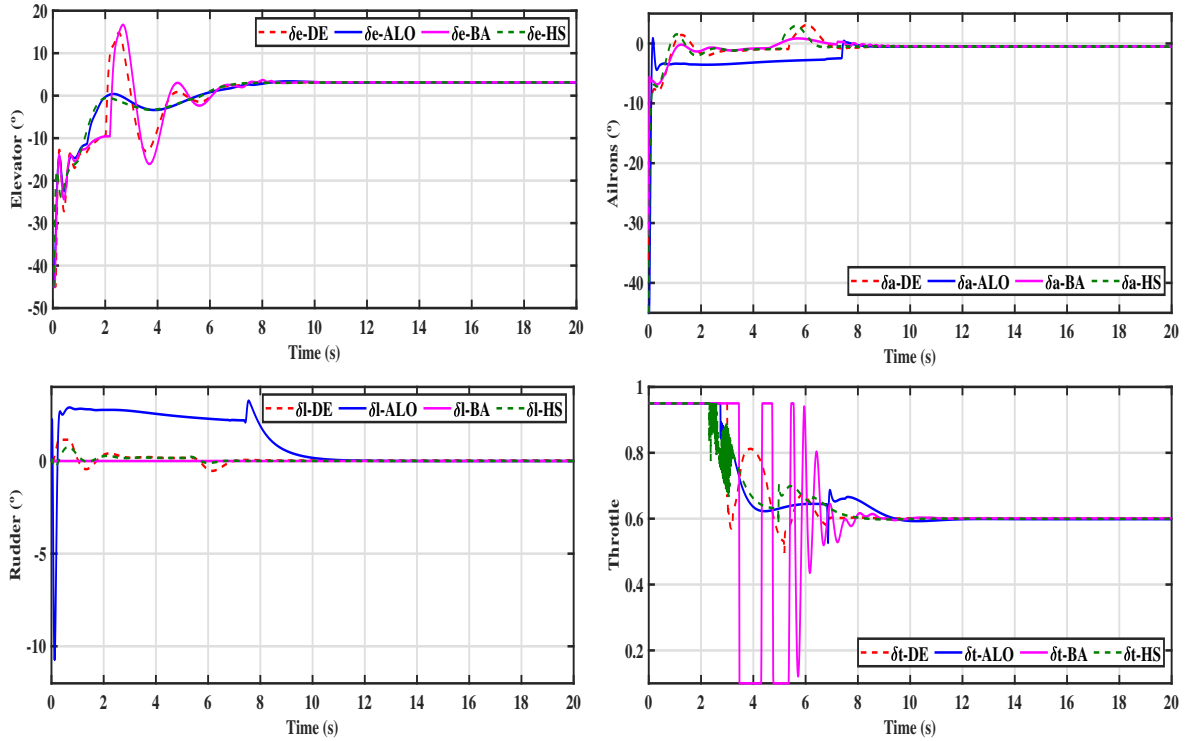 20
10
0
-10
-20
-30
-40
-50
Elevator (°)
δe-DE δe-ALO δe-BA δe-HS
0 2 4 6 8 10 12 14 16 18 20
Time (s)
0
-10
-20
-30
-40
Ailrons (°)
δa-DE δa-ALO δa-BA δa-HS
0 2 4 6 8 10 12 14 16 18 20
Time (s)
0
-5
-10
Rudder (°)
δl-DE δl-ALO δl-BA δl-HS
0 2 4 6 8 10 12 14 16 18 20
Time (s)
1
0.8
0.6
0.4
0.2
Throttle
δt-DE δt-ALO δt-BA δt-HS
0 2 4 6 8 10 12 14 16 18 20
Time (s)